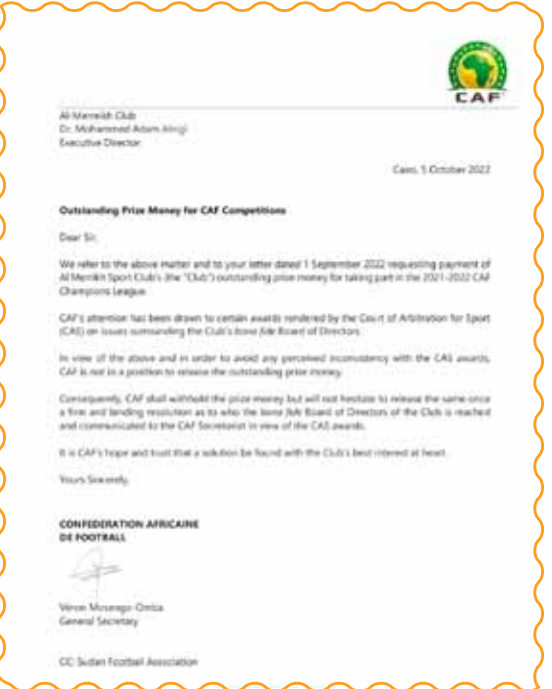 CAF
Al Merreikh Club
Dr. Mohammed Adam
Executive Director
Cairo, 5 October 2022
Outstanding Prize Money for CAF Competitions
Dear Sir,
We refer to the above matter and to your letter dated 1 September 2022 requesting payment of
Al Merrikh Sport Club's (the "Club") outstanding prize money for taking part in the 2021-2022 CAF
Champions League.
CAF's attention has been drawn to certain awards rendered by the Court of Arbitration for Sport
(CAS) on issues surrounding the Club's bona fide Board of Directors.
In view of the above and in order to avoid any perceived inconsistency with the CAS awards,
CAF is not in a position to release the outstanding prize money.
Consequently, CAF shall withhold the prize money but will not hesitate to release the same once
a firm and binding resolution as to who the bona fide Board of Directors of the Club is reached
and communicated to the CAF Secretariat in view of the CAS awards.
It is CAF's hope and trust that a solution be found with the Club's best interest at heart.
Yours Sincerely,
CONFEDERATION AFRICAINE
DE FOOTBALL
Veron Mosengo-Omba
General Secretary
CC: Sudan Football Association